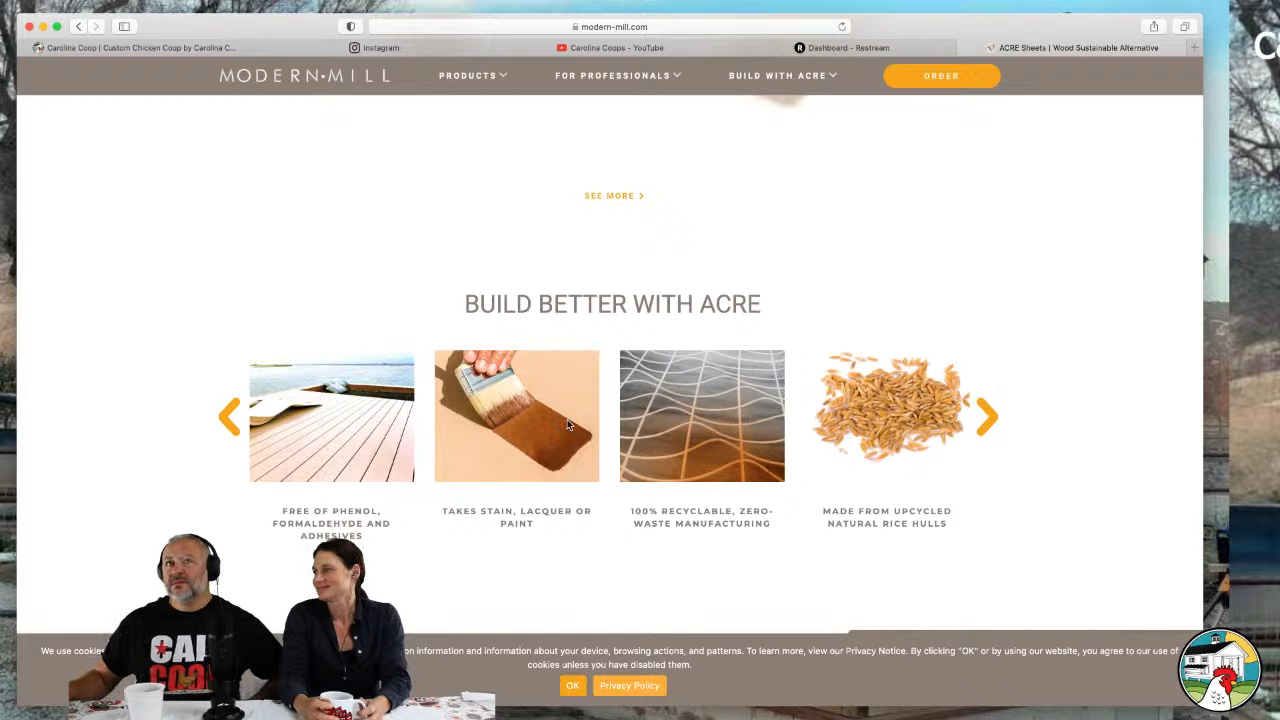 modern-mill.com
Carolina Coop | Custom Chicken Coop by Carolina C...
Instagram
Carolina Coops - YouTube
Dashboard - Restream
ACRE Sheets | Wood Sustainable Alternative
MODERN•MILL
PRODUCTS
FOR PROFESSIONALS
BUILD WITH ACRE
ORDER
SEE MORE >
BUILD BETTER WITH ACRE
FREE OF PHENOL,
FORMALDEHYDE AND
ADHESIVES
TAKES STAIN, LACQUER OR
PAINT
100% RECYCLABLE, ZERO-
WASTE MANUFACTURING
MADE FROM UPCYCLED
NATURAL RICE HULLS
We use cookies on information and information about your device, browsing actions, and patterns. To learn more, view our Privacy Notice. By clicking "OK" or by using our website, you agree to our use of
cookies unless you have disabled them.
OK
Privacy Policy